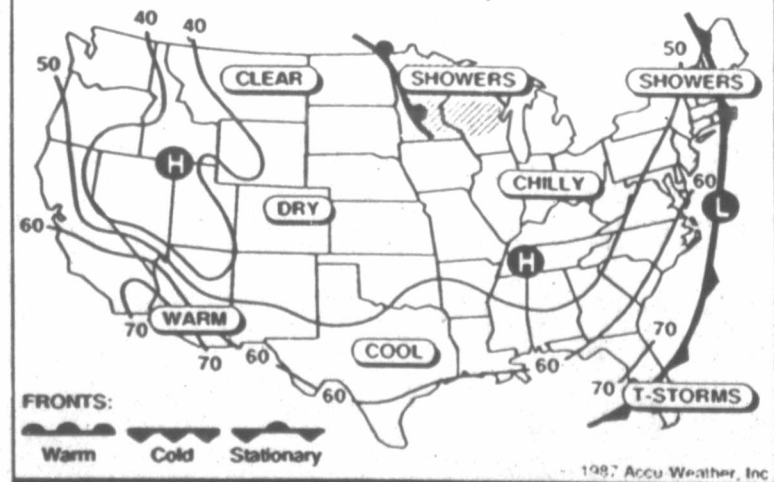 40 40
50
50
CLEAR
SHOWERS
SHOWERS
H
CHILLY
60
L
DRY
60
H
WARM
70
70
70
60
COOL
60
60
70
T-STORMS
FRONTS:
Warm Cold Stationary
1987 Accu-Weather, Inc